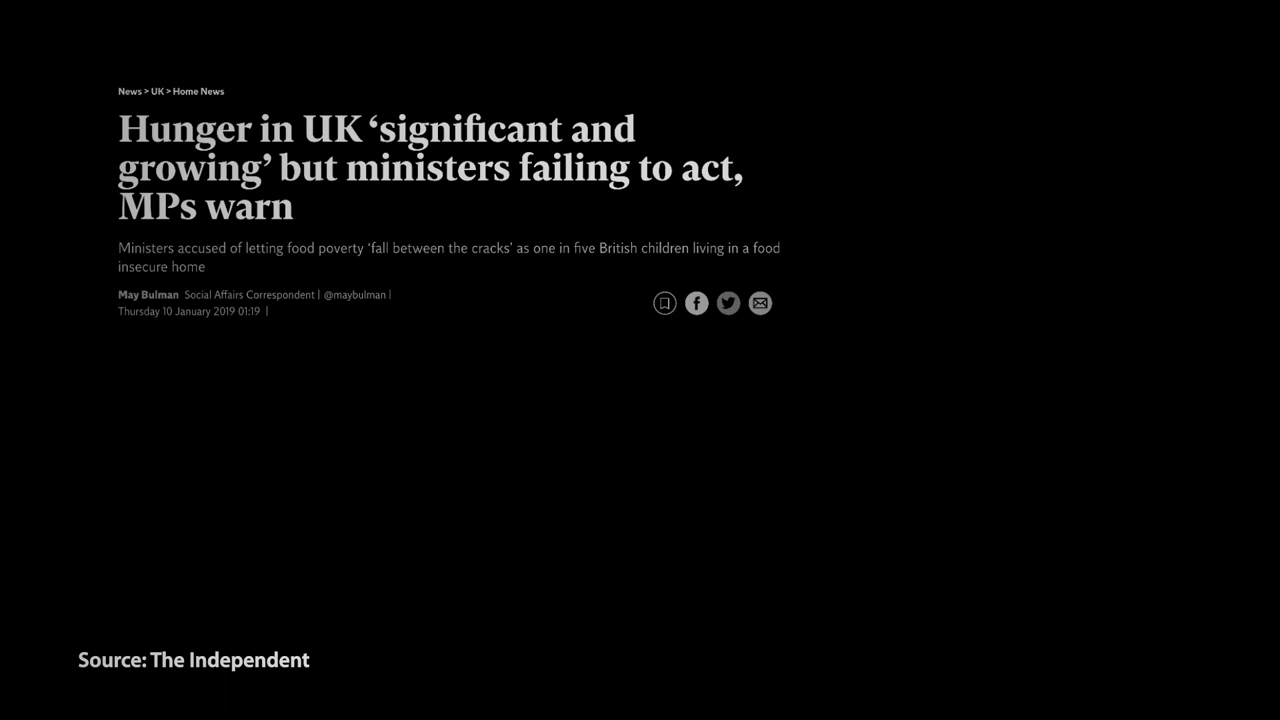 News > UK > Home News
Hunger in UK ‘significant and
growing’ but ministers failing to act,
MPs warn
Ministers accused of letting food poverty ‘fall between the cracks’ as one in five British children living in a food
insecure home
May Bulman Social Affairs Correspondent | @maybulman |
Thursday 10 January 2019 01:19 |
Source: The Independent